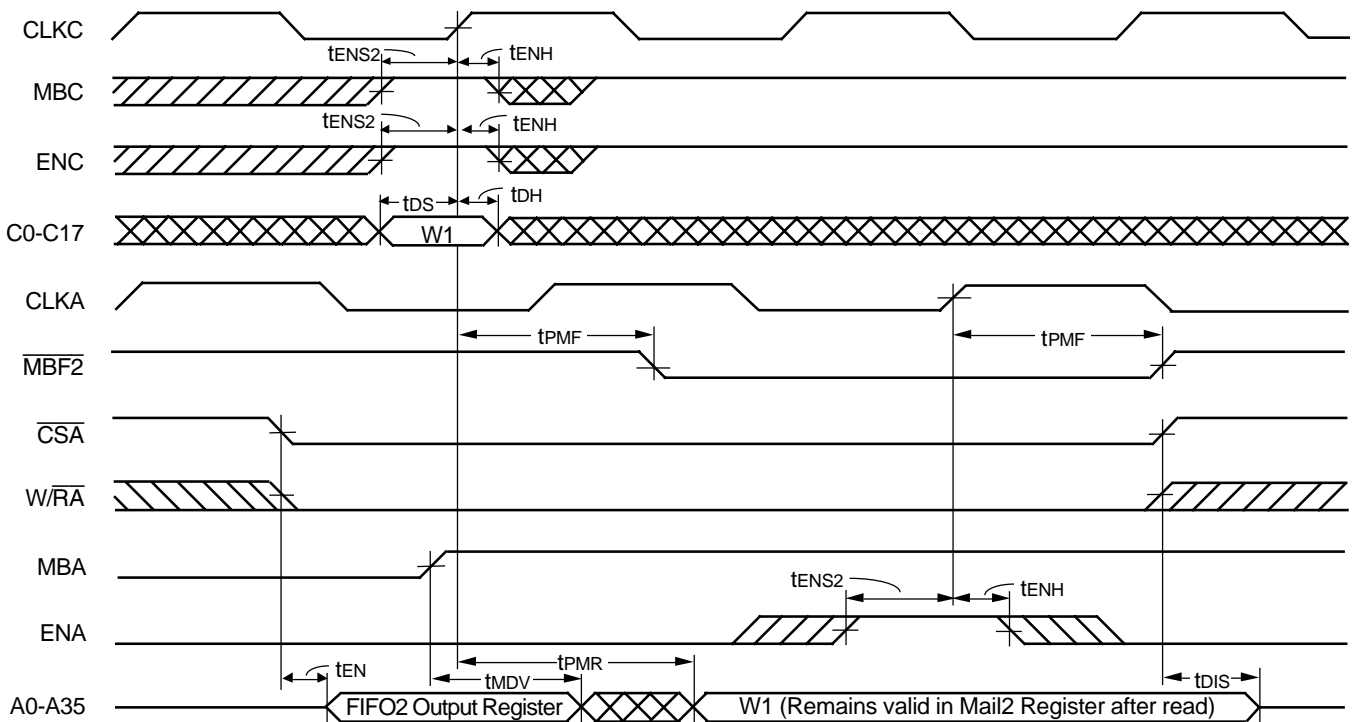 CLKC
tENS2
tENH
MBC
tENS2
tENH
ENC
tDS
tDH
C0-C17
W1
CLKA
tPMF
tPMF
MBF2
CSA
W/RA
MBA
tENS2
tENH
ENA
tEN
tPMR
tMDV
tDIS
A0-A35
FIFO2 Output Register
W1 (Remains valid in Mail2 Register after read)